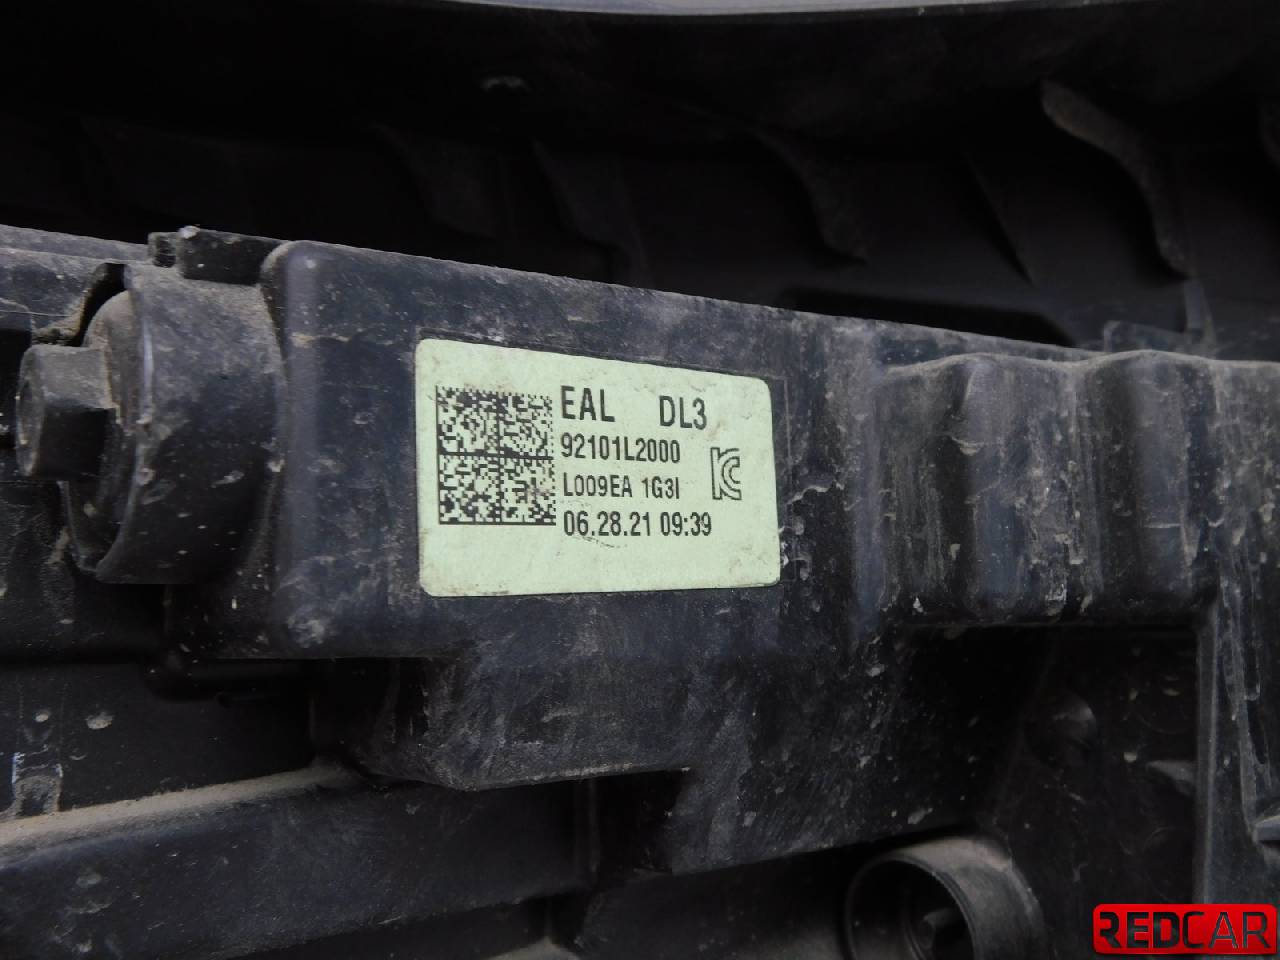 EAL DL3
92101L2000
L009EA 1G3I
06.28.21 09:39
REDCAR